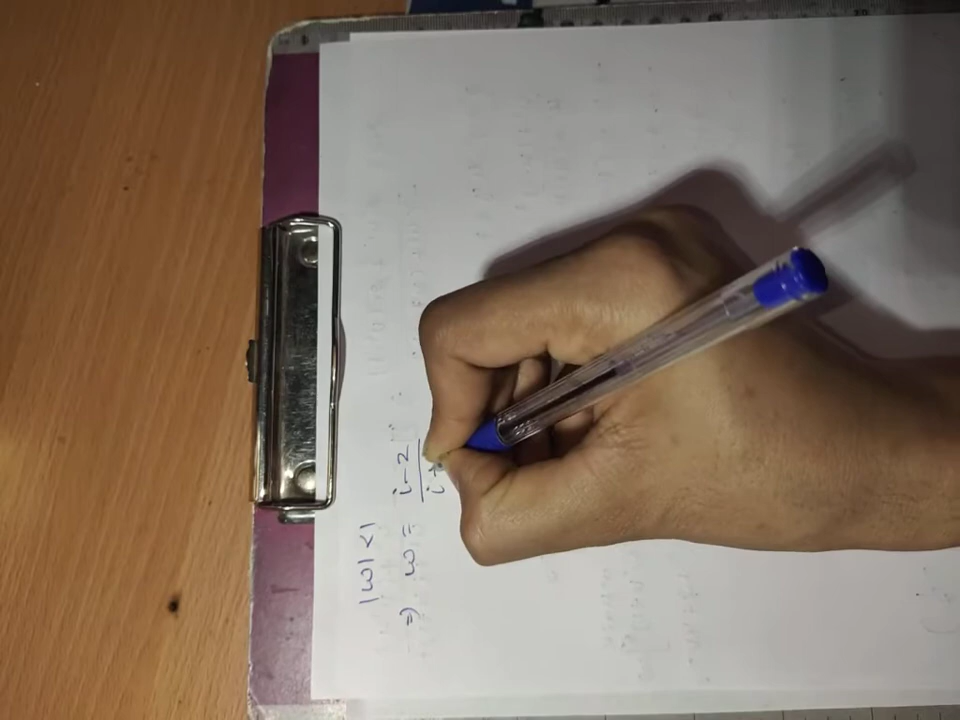 |w| < 1
⇒ w = i-2
i+